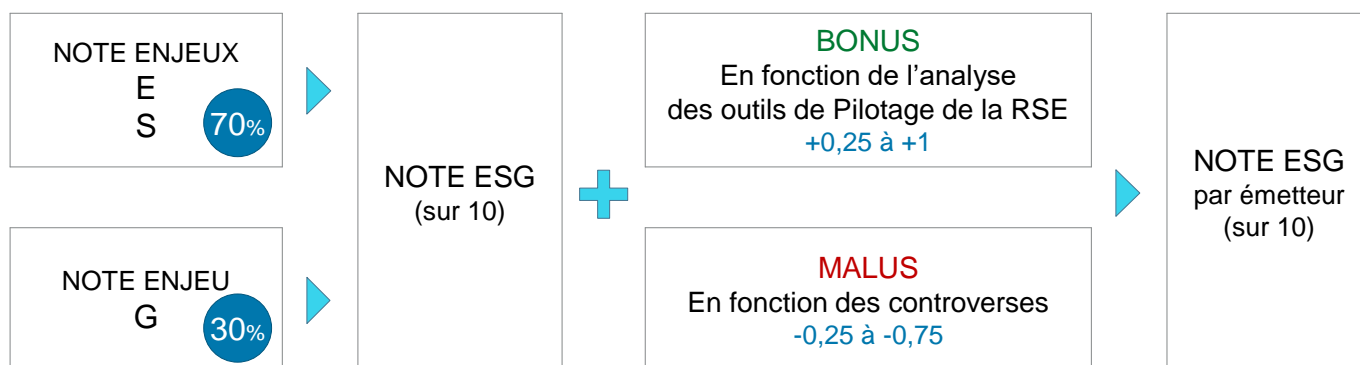 NOTE ENJEUX
E
S
70%
NOTE ENJEU
G
30%
NOTE ESG
(sur 10)
BONUS
En fonction de l’analyse
des outils de Pilotage de la RSE
+0,25 à +1
MALUS
En fonction des controverses
-0,25 à -0,75
NOTE ESG
par émetteur
(sur 10)